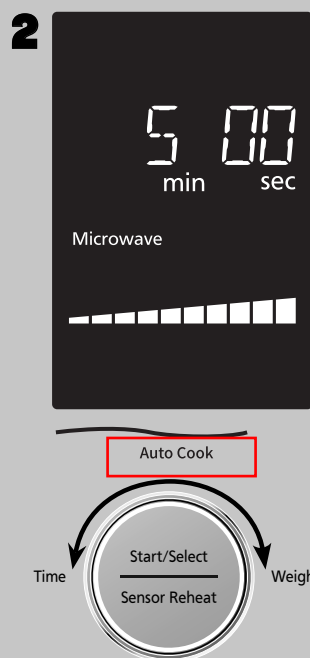 2
5 00
min sec
Microwave
Auto Cook
Start/Select
Time
Sensor Reheat